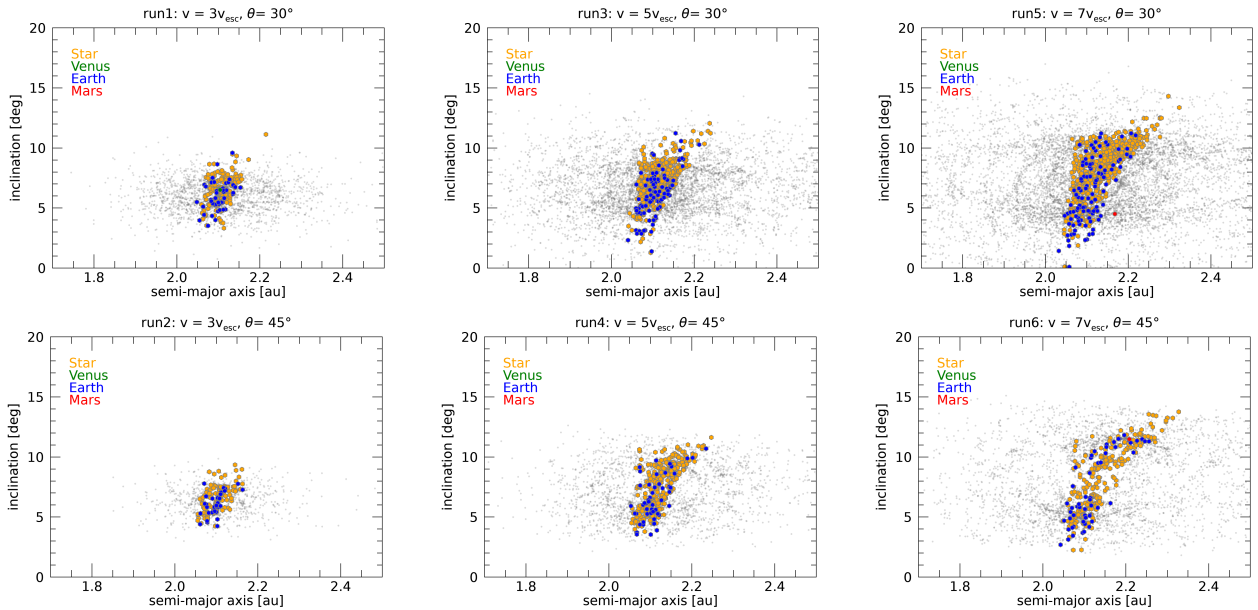 run1: v = 3vesc, θ= 30°
20
15
10
5
0
Star
Venus
Earth
Mars
inclination [deg]
1.8 2.0 2.2 2.4
semi-major axis [au]
run3: v = 5vesc, θ= 30°
20
15
10
5
0
Star
Venus
Earth
Mars
inclination [deg]
1.8 2.0 2.2 2.4
semi-major axis [au]
run5: v = 7vesc, θ= 30°
20
15
10
5
0
Star
Venus
Earth
Mars
inclination [deg]
1.8 2.0 2.2 2.4
semi-major axis [au]
run2: v = 3vesc, θ= 45°
20
15
10
5
0
Star
Venus
Earth
Mars
inclination [deg]
1.8 2.0 2.2 2.4
semi-major axis [au]
run4: v = 5vesc, θ= 45°
20
15
10
5
0
Star
Venus
Earth
Mars
inclination [deg]
1.8 2.0 2.2 2.4
semi-major axis [au]
run6: v = 7vesc, θ= 45°
20
15
10
5
0
Star
Venus
Earth
Mars
inclination [deg]
1.8 2.0 2.2 2.4
semi-major axis [au]